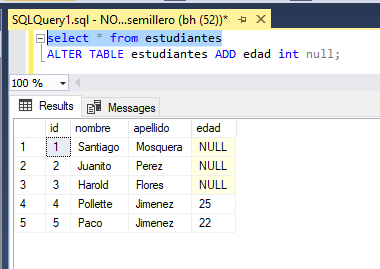 SQLQuery1.sql - NO...semillero (bh (52))*
select * from estudiantes
ALTER TABLE estudiantes ADD edad int null;
100 %
Results Messages
id nombre apellido edad
1 1 Santiago Mosquera NULL
2 2 Juanito Perez NULL
3 3 Harold Flores NULL
4 4 Pollette Jimenez 25
5 5 Paco Jimenez 22